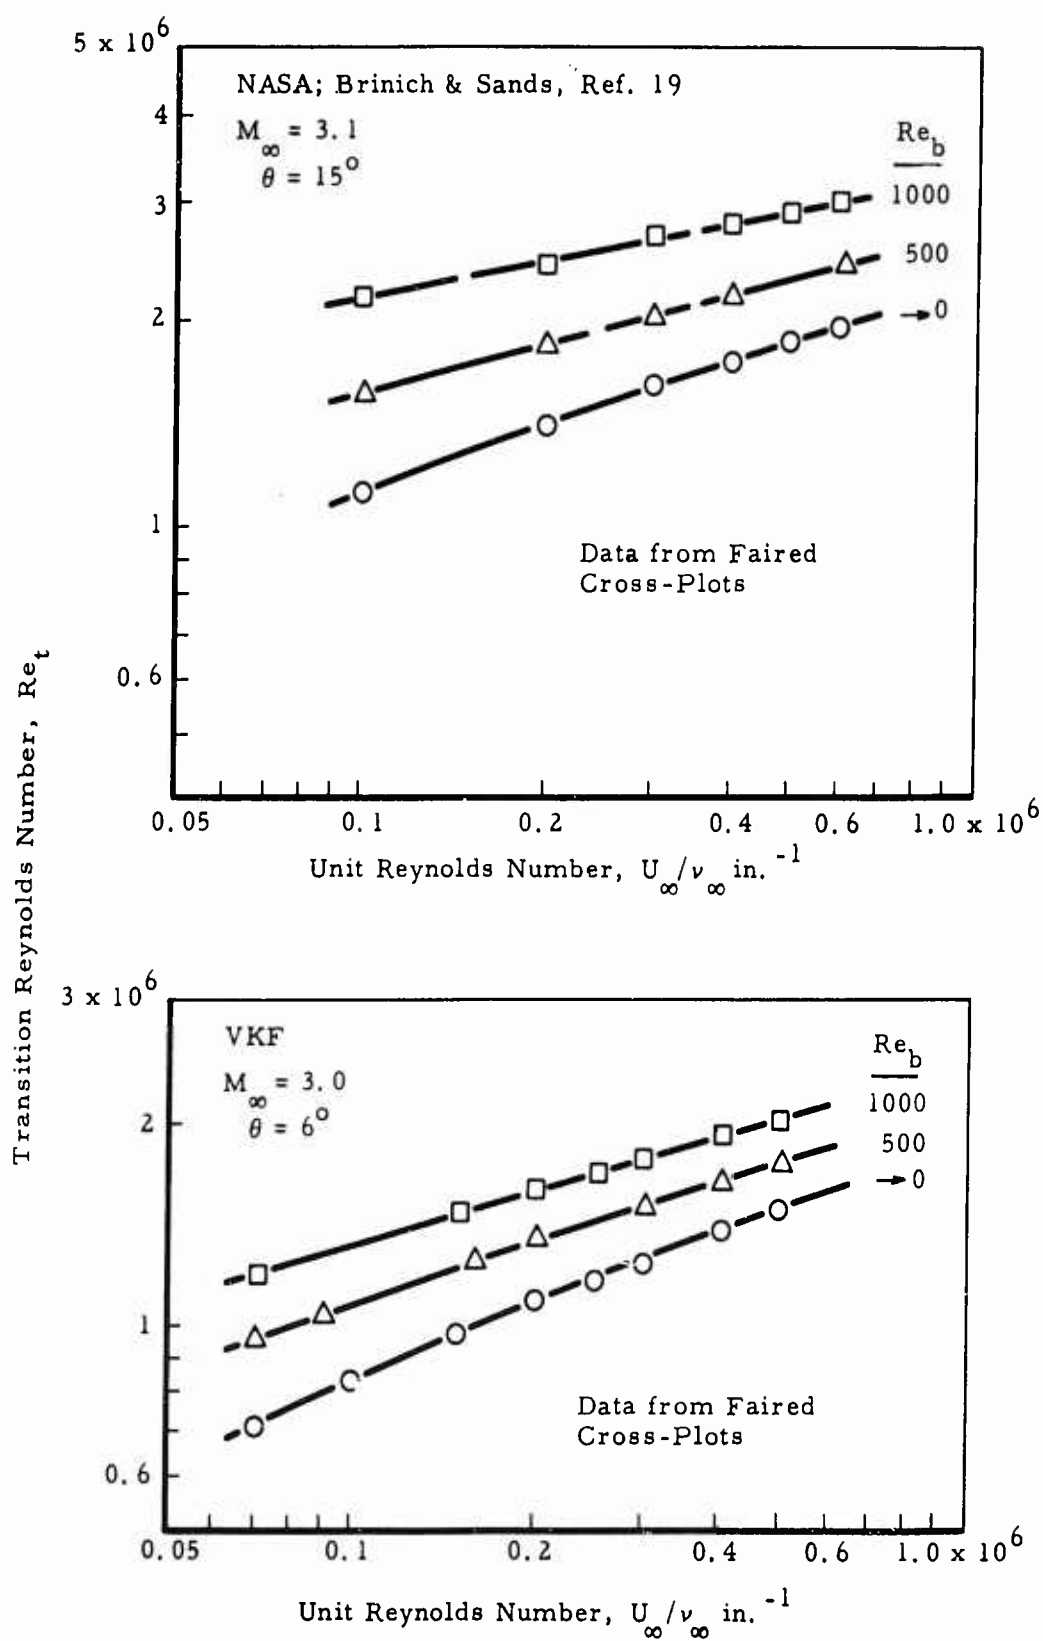 5 x 10^6
NASA; Brinich & Sands, Ref. 19
M∞ = 3.1
θ = 15°
4
3
2
1
0.6
Re_b
1000
500
→0
Data from Faired
Cross-Plots
0.05 0.1 0.2 0.4 0.6 1.0 x 10^6
Unit Reynolds Number, U∞/ν∞ in.^-1
Transition Reynolds Number, Re_t
3 x 10^6
VKF
M∞ = 3.0
θ = 6°
2
1
0.6
Re_b
1000
500
→0
Data from Faired
Cross-Plots
0.05 0.1 0.2 0.4 0.6 1.0 x 10^6
Unit Reynolds Number, U∞/ν∞ in.^-1